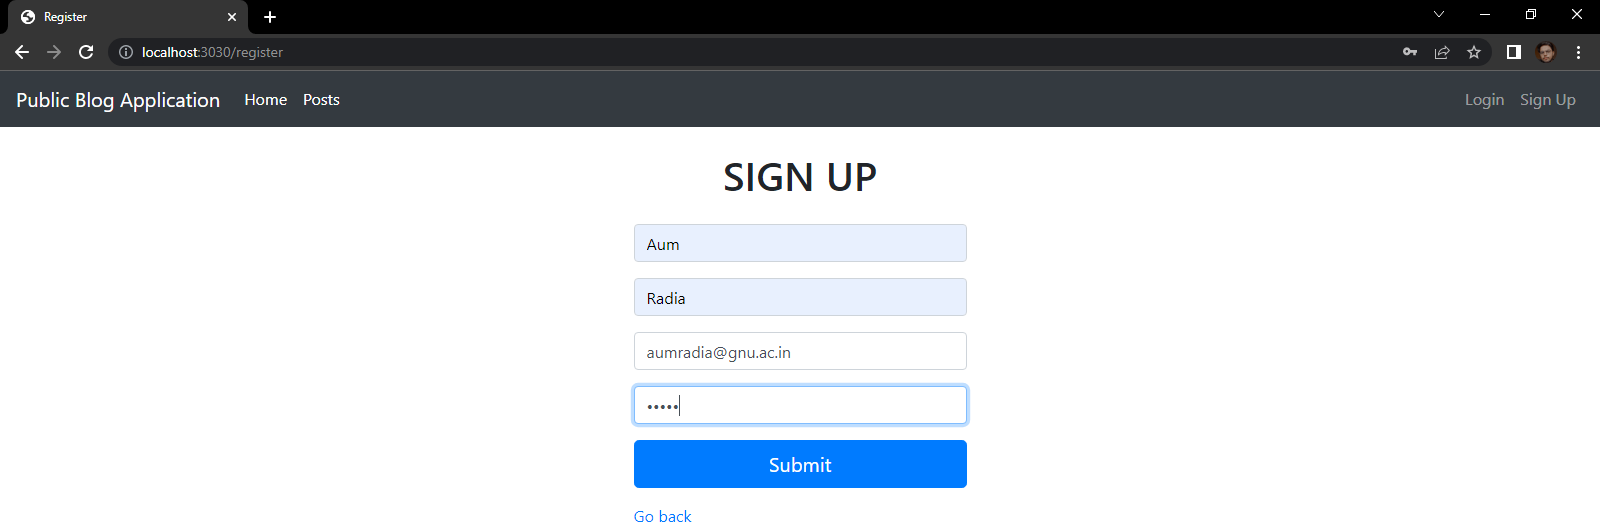 Register
localhost:3030/register
Public Blog Application Home Posts Login Sign Up
SIGN UP
Aum
Radia
aumradia@gnu.ac.in
•••••
Submit
Go back